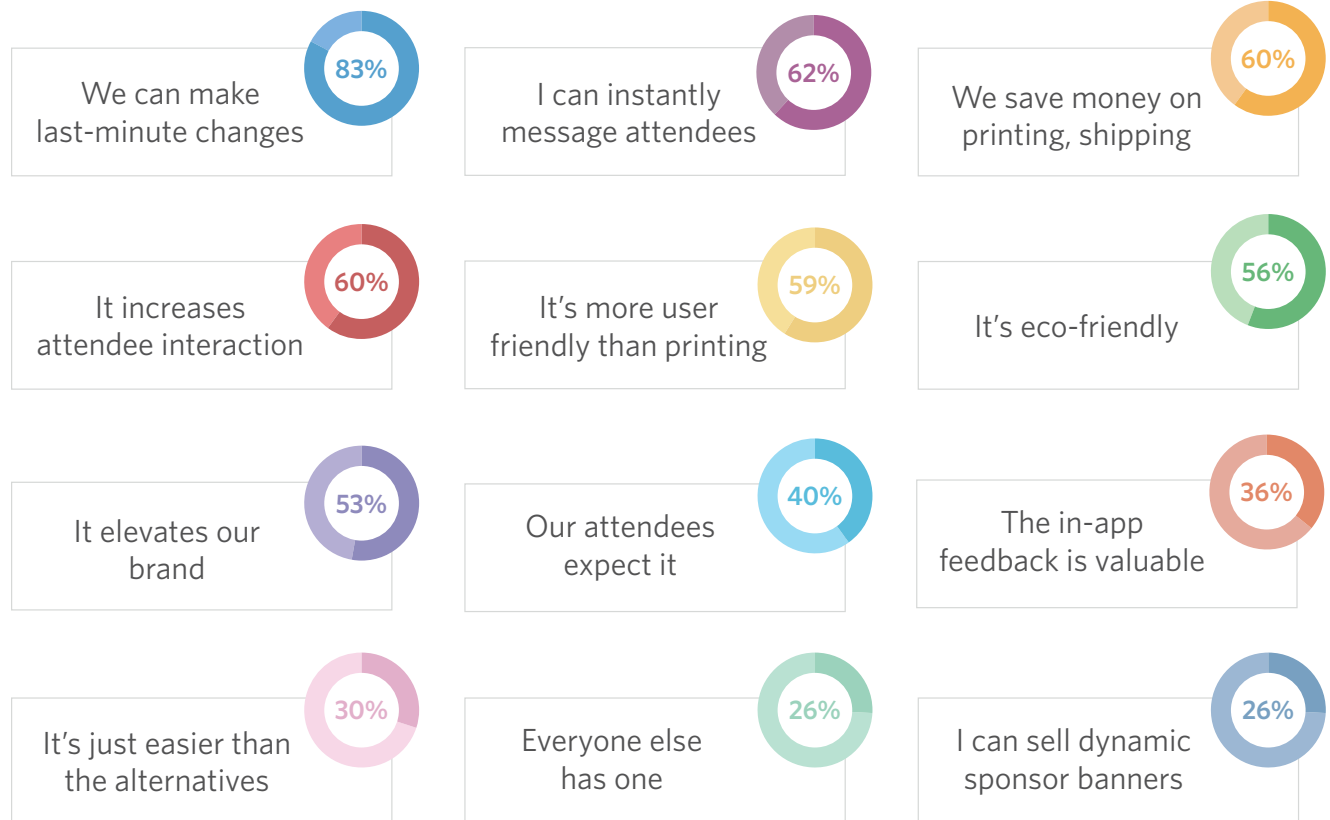 83%
We can make
last-minute changes
62%
I can instantly
message attendees
60%
We save money on
printing, shipping
60%
It increases
attendee interaction
59%
It's more user
friendly than printing
56%
It's eco-friendly
53%
It elevates our
brand
40%
Our attendees
expect it
36%
The in-app
feedback is valuable
30%
It's just easier than
the alternatives
26%
Everyone else
has one
26%
I can sell dynamic
sponsor banners